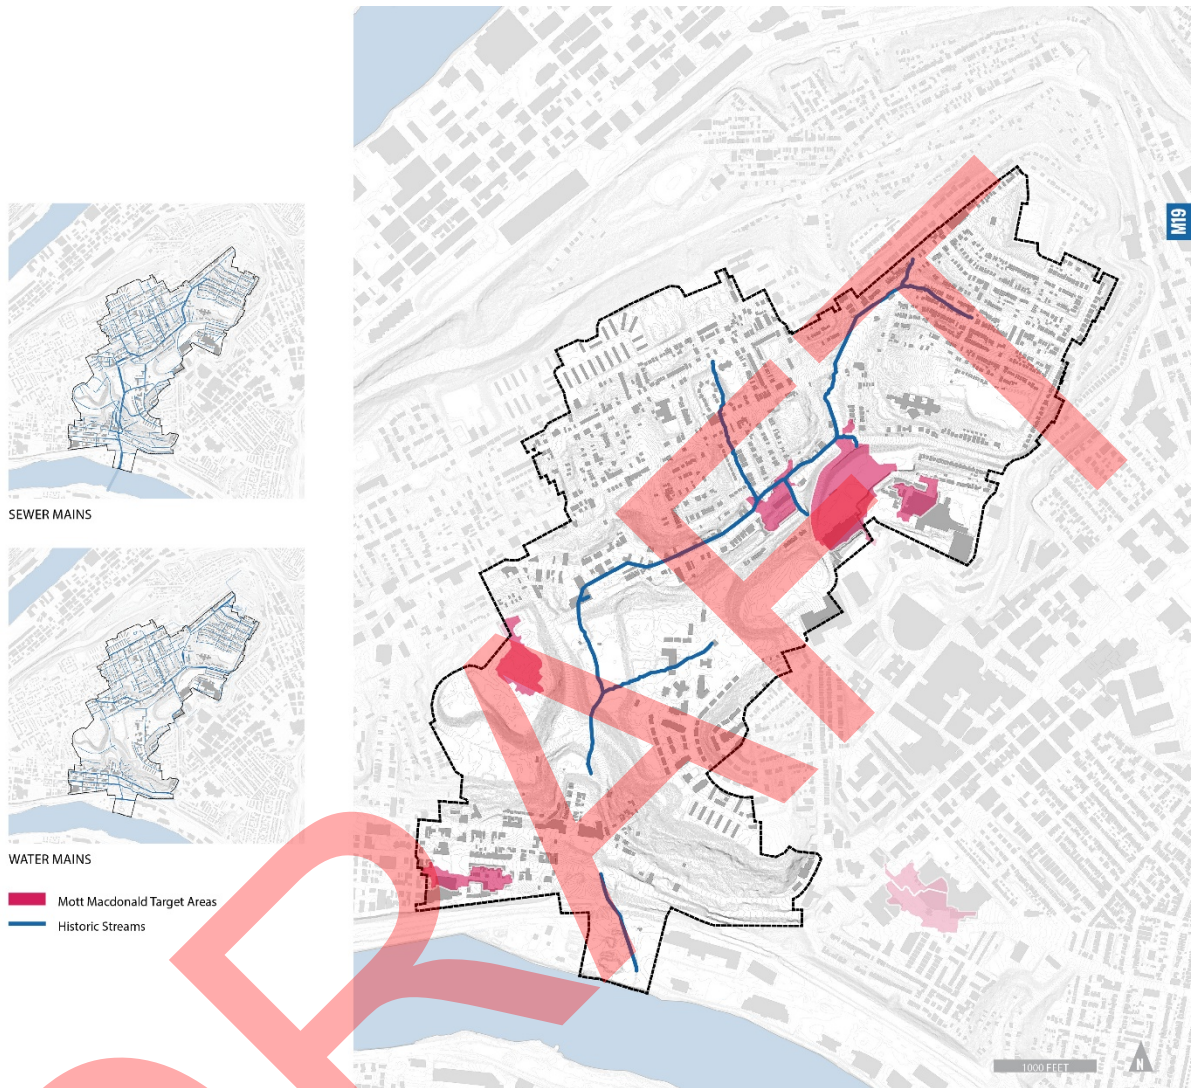 M19
SEWER MAINS
WATER MAINS
Mott Macdonald Target Areas
Historic Streams
DRAFT
1000 FEET
N